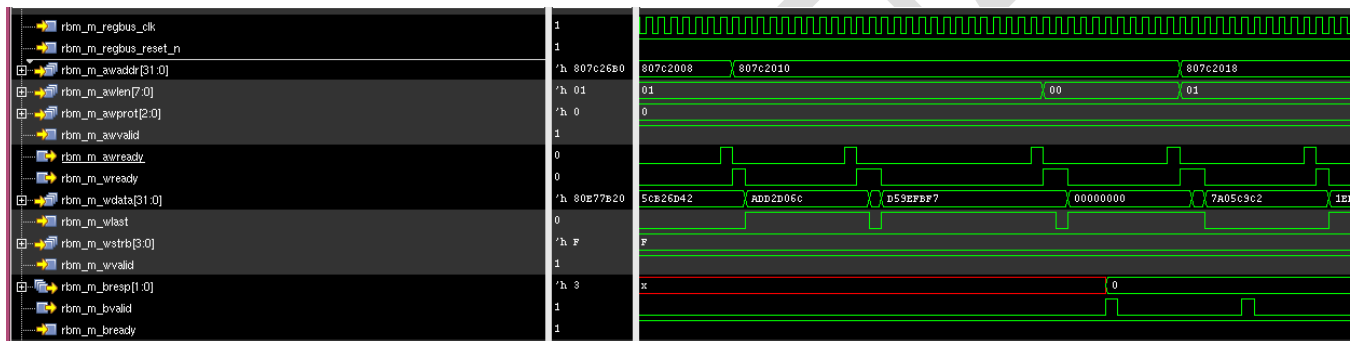 rbm_m_regbus_clk 1
rbm_m_regbus_reset_n 1
rbm_m_awaddr[31:0] 'h 807c26B0 807c2008 807c2010 807c2018
rbm_m_awlen[7:0] 'h 01 01 00 01
rbm_m_awprot[2:0] 'h 0 0
rbm_m_awvalid 1
rbm_m_awready 0
rbm_m_wready 0
rbm_m_wdata[31:0] 'h 80E77B20 5CB26D42 ADD2D06C D59EFBF7 00000000 7A05C9C2
rbm_m_wlast 0
rbm_m_wstrb[3:0] 'h F F
rbm_m_wvalid 1
rbm_m_bresp[1:0] 'h 3 x 0
rbm_m_bvalid 1
rbm_m_bready 1